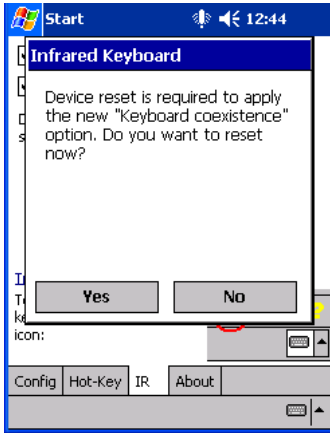 Start 12:44
Infrared Keyboard
Device reset is required to apply
the new "Keyboard coexistence"
option. Do you want to reset
now?
Yes No
icon:
Config Hot-Key IR About